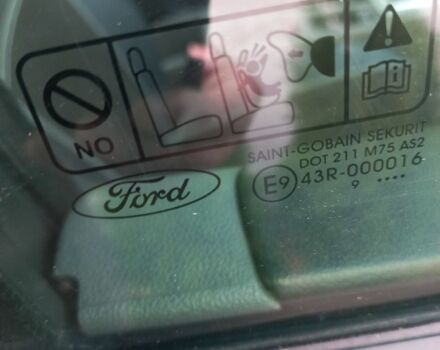 NO
Ford
SAINT-GOBAIN SEKURIT
DOT 211 M75 AS2
E9 43R-000016
9 ....